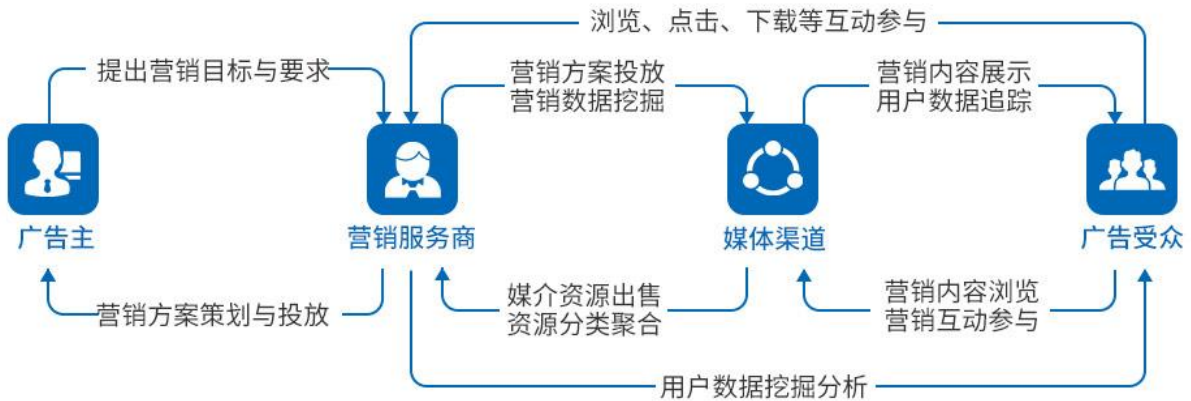 浏览、点击、下载等互动参与
提出营销目标与要求
营销方案投放
营销数据挖掘
营销内容展示
用户数据追踪
广告主
营销服务商
媒体渠道
广告受众
营销方案策划与投放
媒介资源出售
资源分类聚合
营销内容浏览
营销互动参与
用户数据挖掘分析